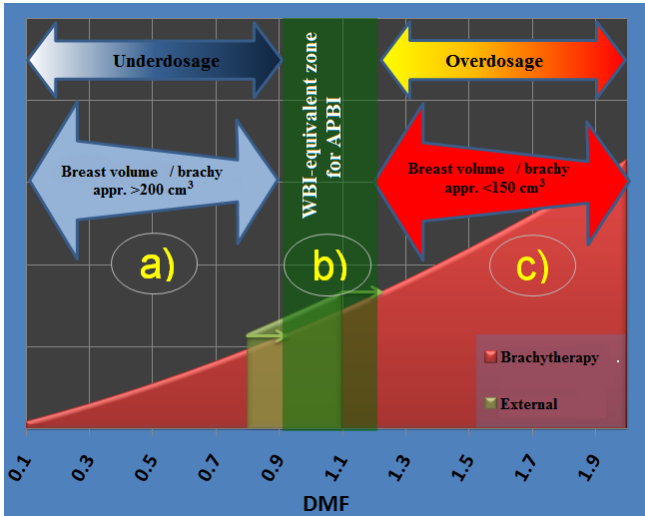 Underdosage
Overdosage
WBI-equivalent zone
for APBI
Breast volume / brachy
appr. >200 cm³
Breast volume / brachy
appr. <150 cm³
a)
b)
c)
Brachytherapy
External
0.1
0.3
0.5
0.7
0.9
1.1
1.3
1.5
1.7
1.9
DMF